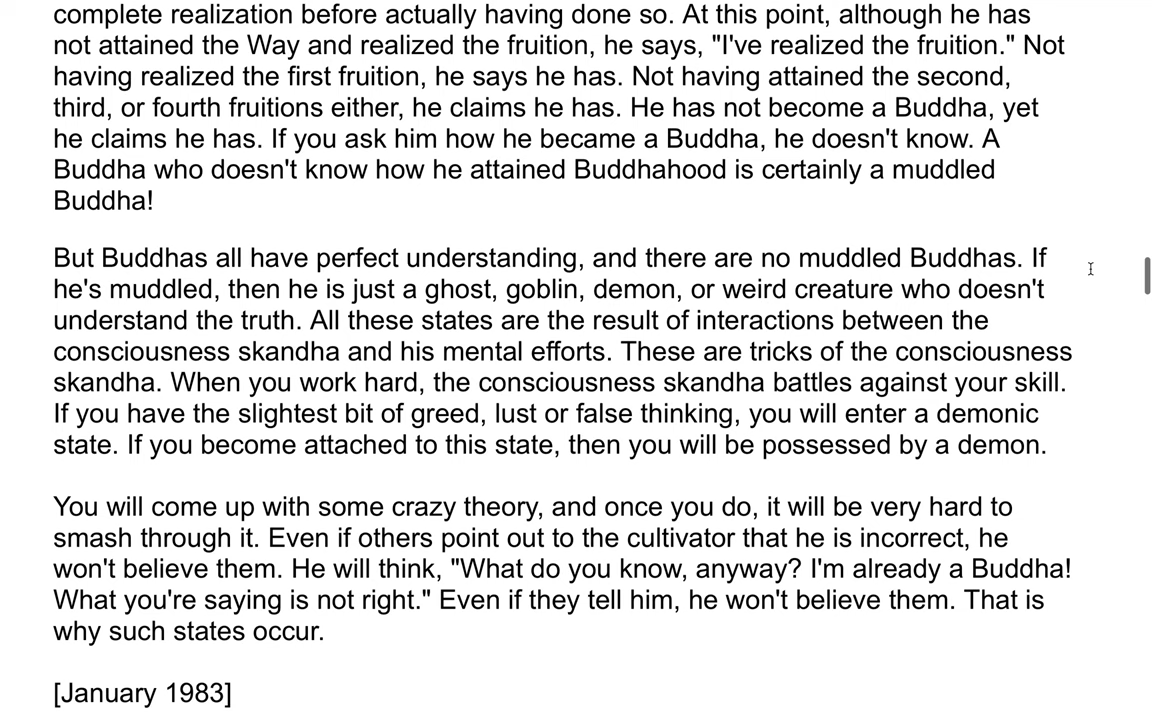 complete realization before actually having done so. At this point, although he has
not attained the Way and realized the fruition, he says, "I've realized the fruition." Not
having realized the first fruition, he says he has. Not having attained the second,
third, or fourth fruitions either, he claims he has. He has not become a Buddha, yet
he claims he has. If you ask him how he became a Buddha, he doesn't know. A
Buddha who doesn't know how he attained Buddhahood is certainly a muddled
Buddha!
But Buddhas all have perfect understanding, and there are no muddled Buddhas. If
he's muddled, then he is just a ghost, goblin, demon, or weird creature who doesn't
understand the truth. All these states are the result of interactions between the
consciousness skandha and his mental efforts. These are tricks of the consciousness
skandha. When you work hard, the consciousness skandha battles against your skill.
If you have the slightest bit of greed, lust or false thinking, you will enter a demonic
state. If you become attached to this state, then you will be possessed by a demon.
You will come up with some crazy theory, and once you do, it will be very hard to
smash through it. Even if others point out to the cultivator that he is incorrect, he
won't believe them. He will think, "What do you know, anyway? I'm already a Buddha!
What you're saying is not right." Even if they tell him, he won't believe them. That is
why such states occur.
[January 1983]